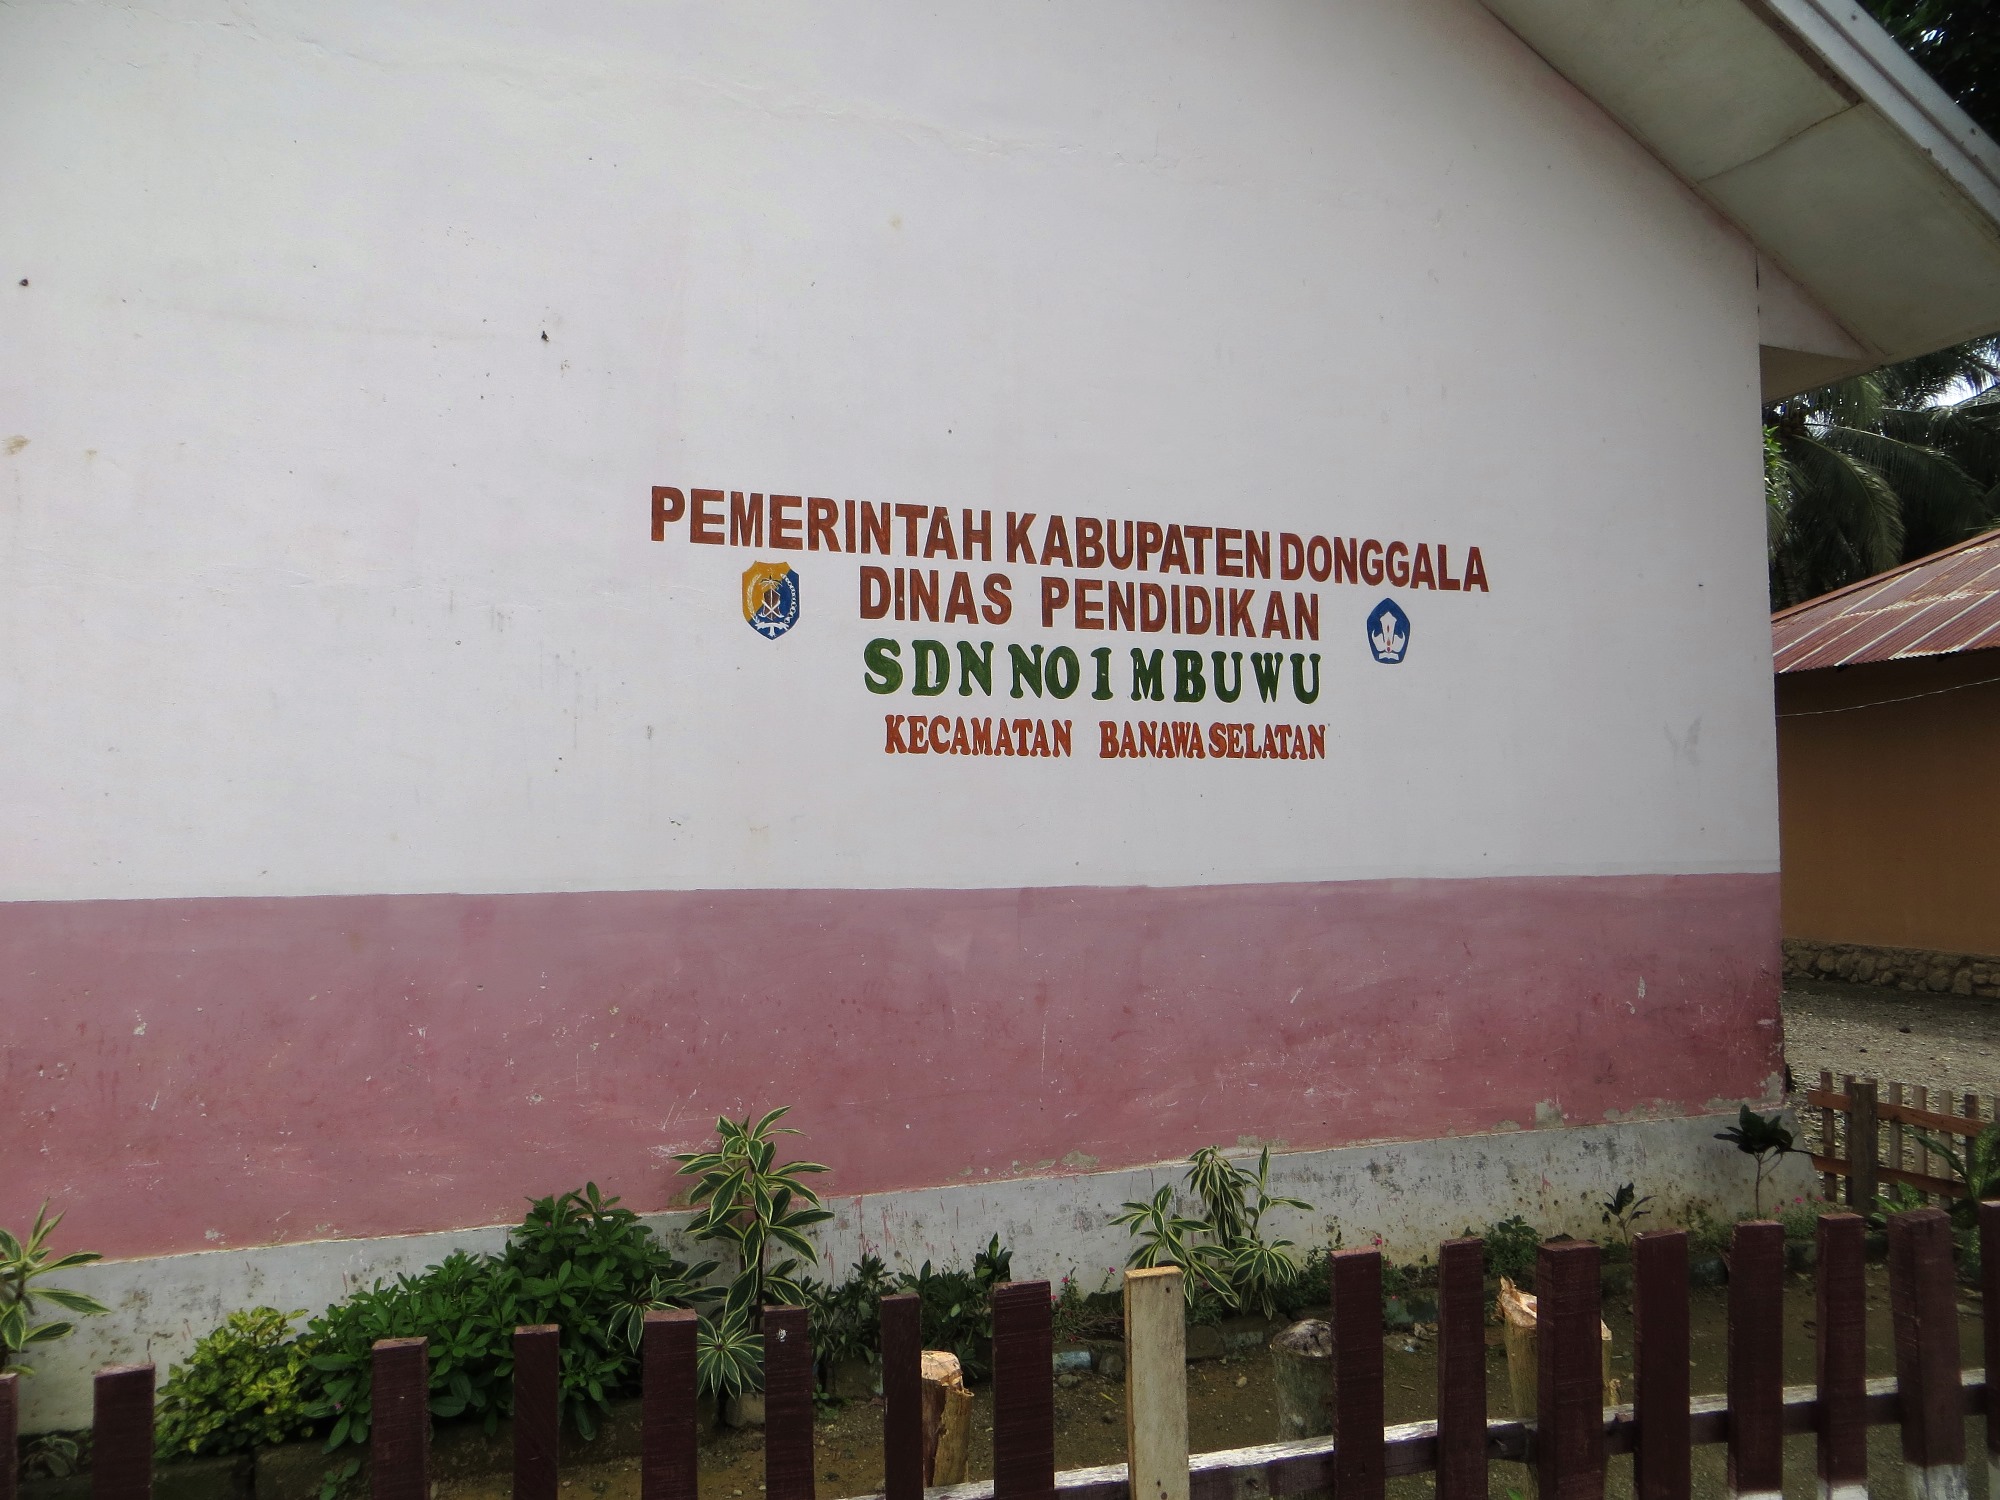 PEMERINTAH KABUPATEN DONGGALA
DINAS PENDIDIKAN
SDN NO 1 MBUWU
KECAMATAN BANAWA SELATAN